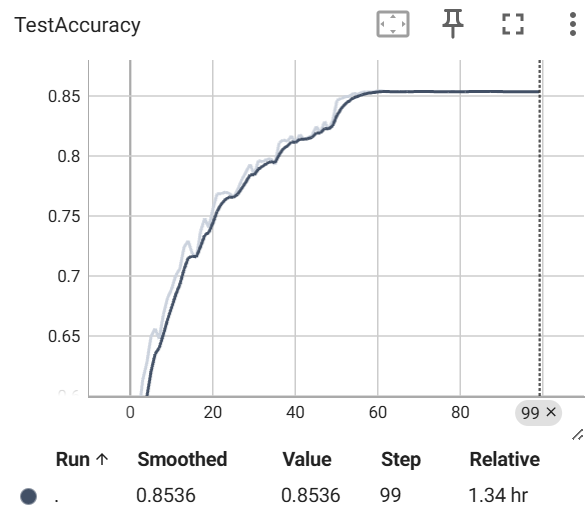 TestAccuracy
0.85
0.8
0.75
0.7
0.65
0 20 40 60 80 99 ×
Run ↑ Smoothed Value Step Relative
. 0.8536 0.8536 99 1.34 hr